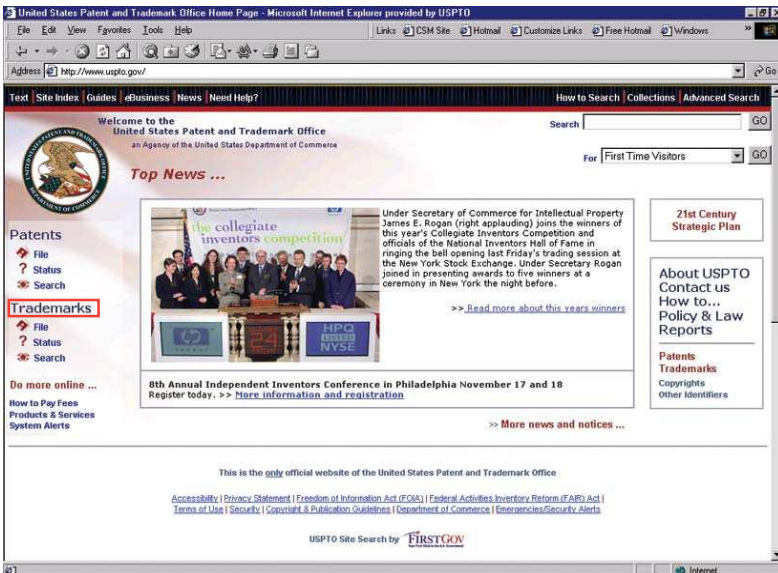 United States Patent and Trademark Office Home Page - Microsoft Internet Explorer provided by USPTO
File Edit View Favorites Tools Help
Links CSM Site Hotmail Customize Links Free Hotmail Windows »
Address http://www.uspto.gov/ Go
Text Site Index Guides eBusiness News Need Help?
How to Search Collections Advanced Search
Welcome to the
United States Patent and Trademark Office
an Agency of the United States Department of Commerce
Search GO
For First Time Visitors GO
Top News ...
Patents
File
? Status
Search
Trademarks
File
? Status
Search
Do more online ...
How to Pay Fees
Products & Services
System Alerts
the collegiate
inventors competition
hp
24
HPQ
LISTED
NYSE
Under Secretary of Commerce for Intellectual Property
James E. Rogan (right applauding) joins the winners of
this year's Collegiate Inventors Competition and
officials of the National Inventors Hall of Fame in
ringing the bell opening last Friday's trading session at
the New York Stock Exchange. Under Secretary Rogan
joined in presenting awards to five winners at a
ceremony in New York the night before.
>> Read more about this years winners
8th Annual Independent Inventors Conference in Philadelphia November 17 and 18
Register today. >> More information and registration
>> More news and notices ...
21st Century
Strategic Plan
About USPTO
Contact us
How to...
Policy & Law
Reports
Patents
Trademarks
Copyrights
Other Identifiers
This is the only official website of the United States Patent and Trademark Office
Accessibility | Privacy Statement | Freedom of Information Act (FOIA) | Federal Activities Inventory Reform (FAIR) Act |
Terms of Use | Security | Copyright & Publication Guidelines | Department of Commerce | Emergencies/Security Alerts
USPTO Site Search by FIRSTGOV
Internet